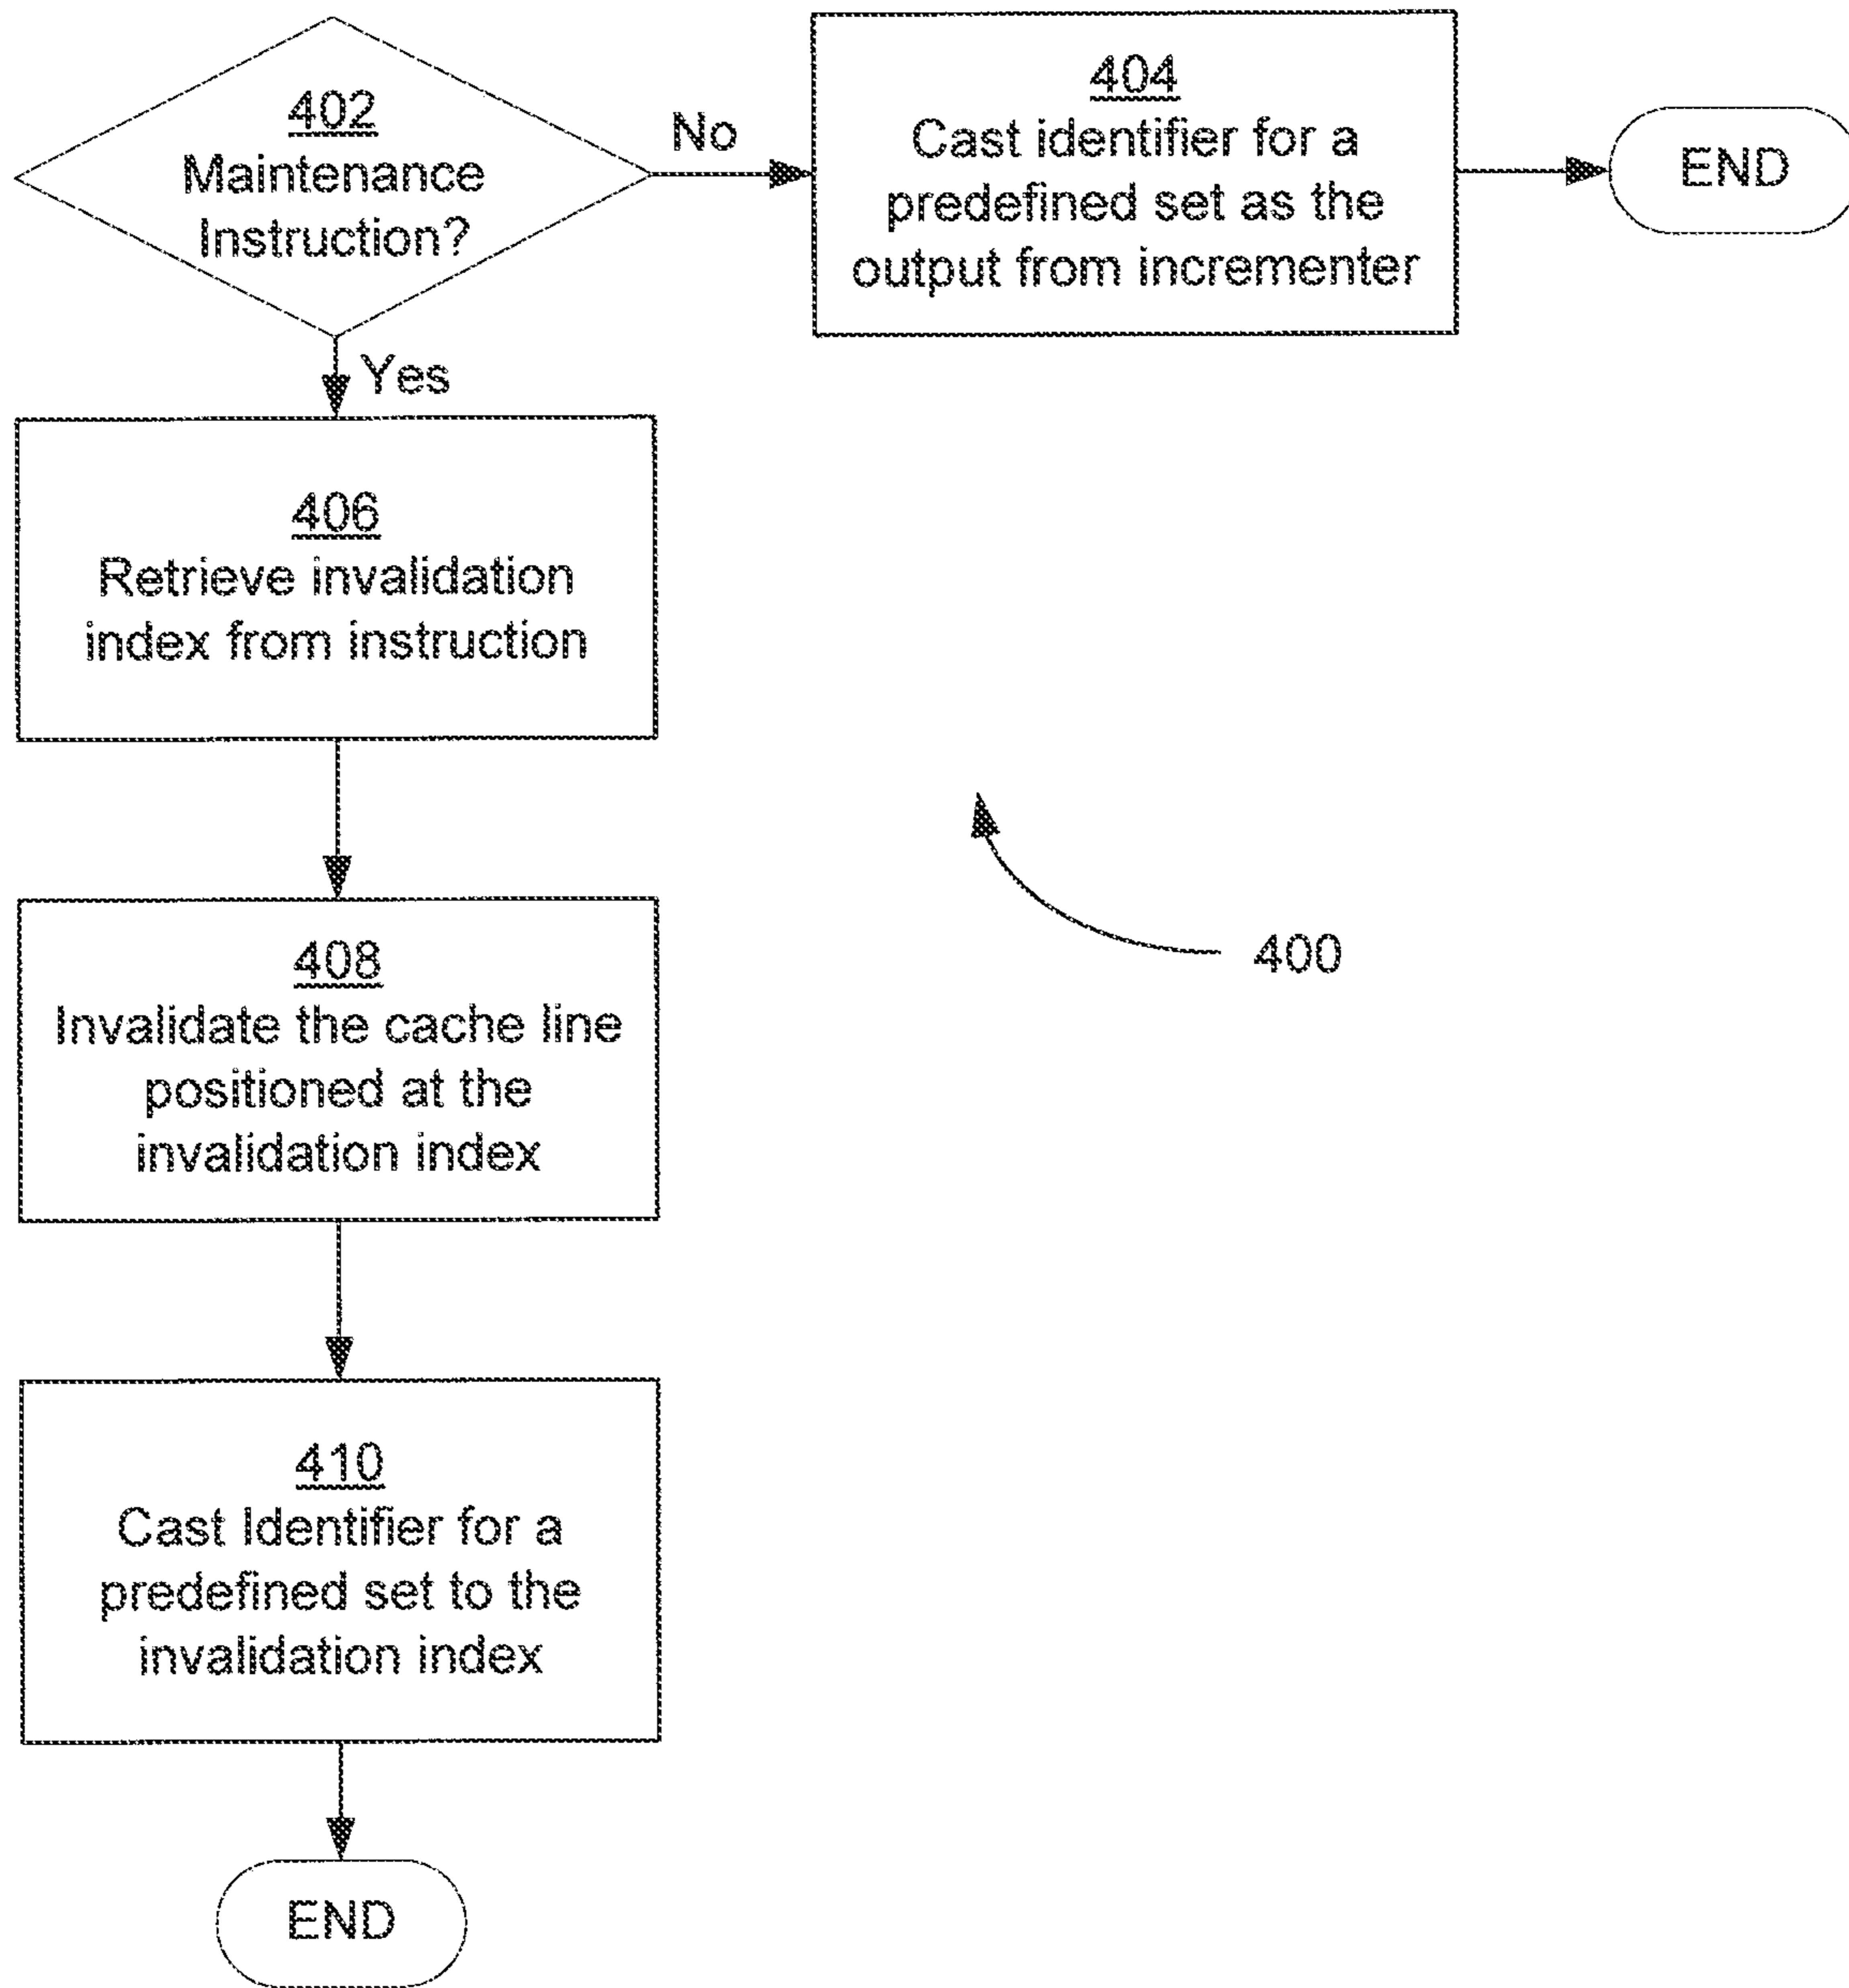 402
Maintenance
Instruction?
No
404
Cast identifier for a
predefined set as the
output from incrementer
END
Yes
406
Retrieve invalidation
index from instruction
400
408
Invalidate the cache line
positioned at the
invalidation index
410
Cast Identifier for a
predefined set to the
invalidation index
END